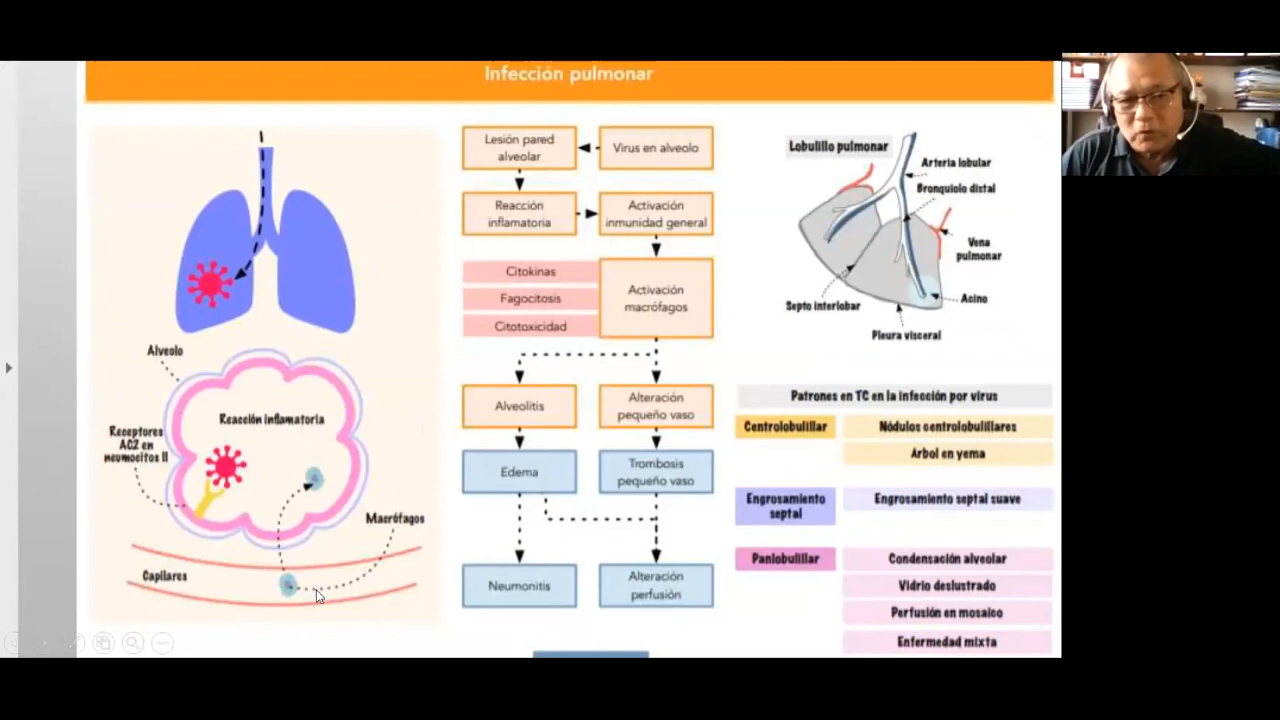 Infección pulmonar
Alveolo
Reacción inflamatoria
Receptores
AC2 en
neumocitos II
Macrófagos
Capilares
Lesión pared
alveolar
Virus en alveolo
Reacción
inflamatoria
Activación
inmunidad general
Citokinas
Fagocitosis
Citotoxicidad
Activación
macrófagos
Alveolitis
Alteración
pequeño vaso
Edema
Trombosis
pequeño vaso
Neumonitis
Alteración
perfusión
Lobulillo pulmonar
Arteria lobular
Bronquiolo distal
Vena
pulmonar
Acino
Septo interlobar
Pleura visceral
Patrones en TC en la infección por virus
Centrolobulillar
Nódulos centrolobulillares
Árbol en yema
Engrosamiento
septal
Engrosamiento septal suave
Panlobulillar
Condensación alveolar
Vidrio deslustrado
Perfusión en mosaico
Enfermedad mixta